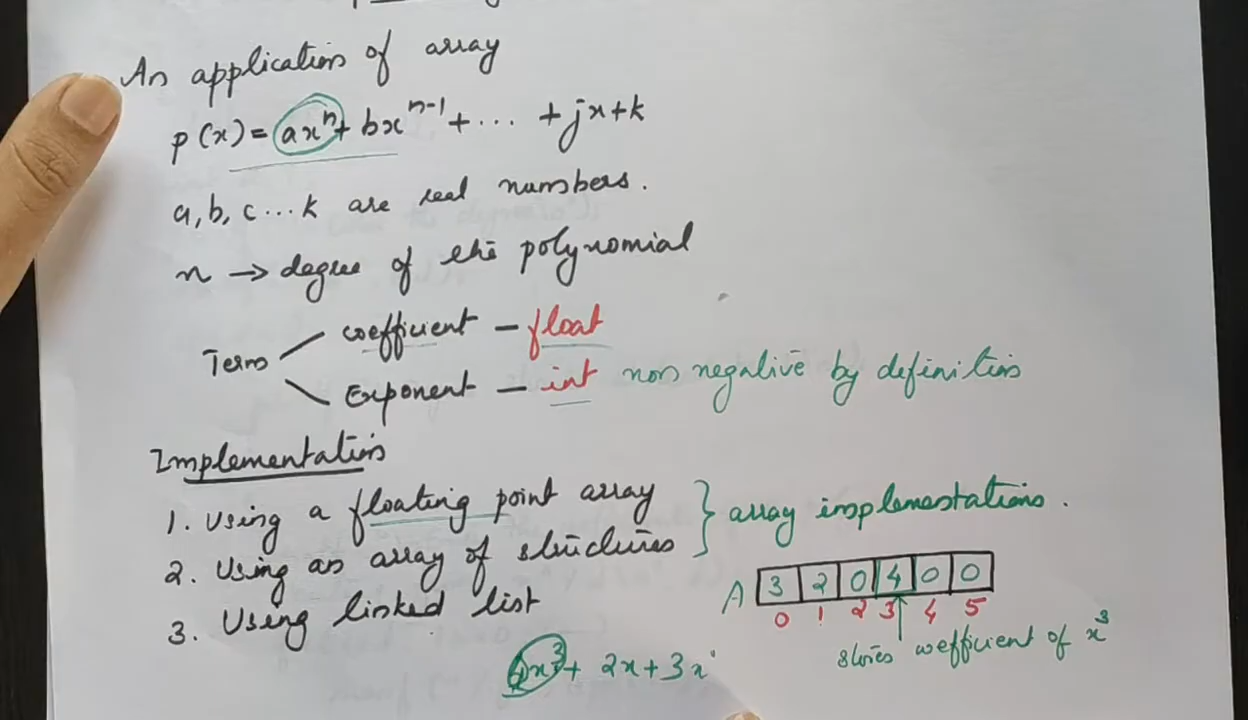 An application of array
p(x) = axⁿ + bxⁿ⁻¹ + ... + jx + k
a, b, c ... k are real numbers.
n → degree of the polynomial
Term
coefficient – float
Exponent – int non negative by definition
Implementation
1. Using a floating point array
2. Using an array of structures
} array implementations.
3. Using linked list
A 3 2 0 4 0 0
0 1 2 3 4 5
stores coefficient of x³
4x³ + 2x + 3x